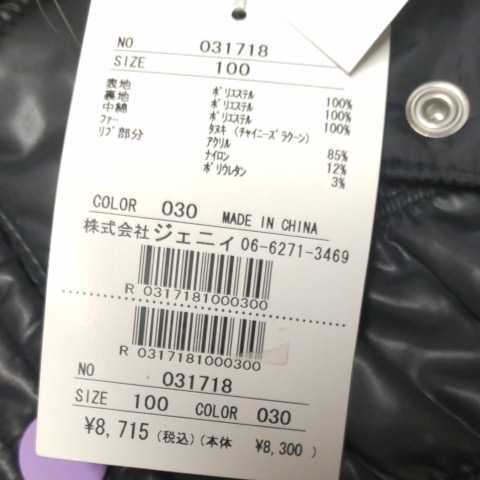 NO 031718
SIZE 100
表地 ポリエステル 100%
裏地 ポリエステル 100%
中綿 ポリエステル 100%
ファー タヌキ (チャイニーズラクーン)
リブ部分 アクリル 85%
ナイロン 12%
ポリウレタン 3%
COLOR 030 MADE IN CHINA
株式会社 ジェニィ 06-6271-3469
R 0317181000300
R 0317181000300
NO 031718
SIZE 100 COLOR 030
¥8,715 (税込) (本体 ¥8,300)